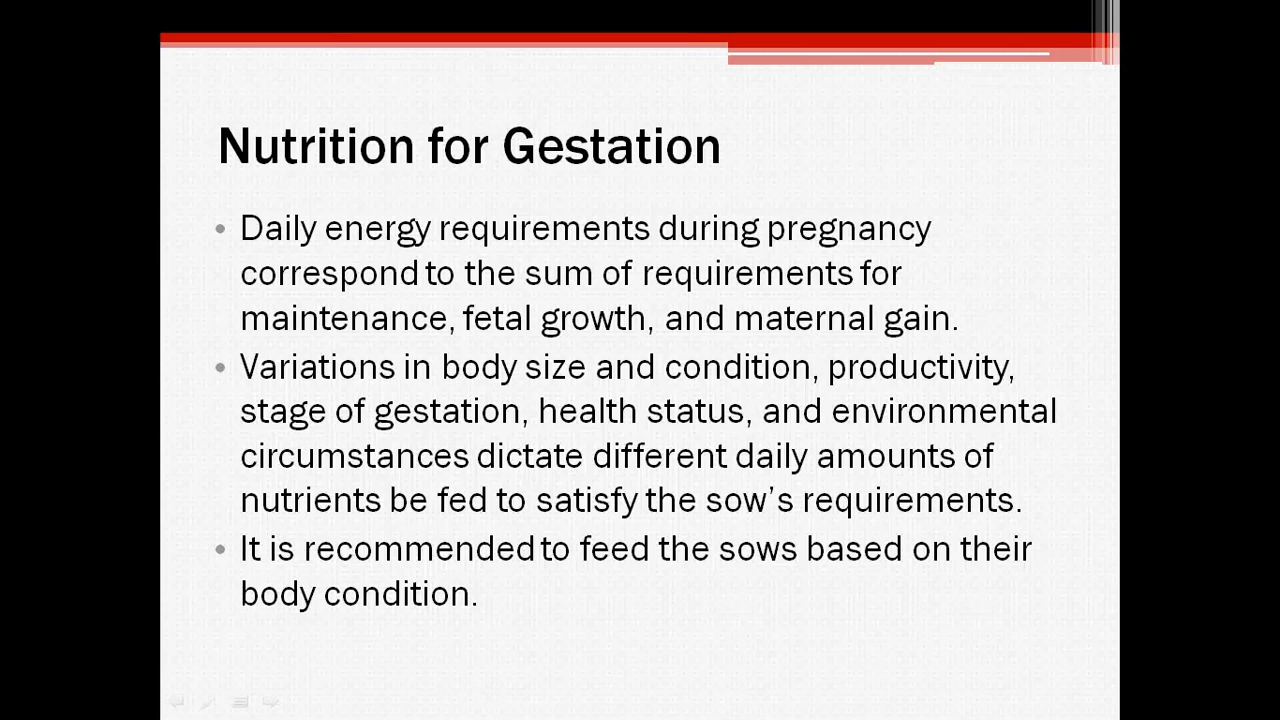 Nutrition for Gestation
• Daily energy requirements during pregnancy
correspond to the sum of requirements for
maintenance, fetal growth, and maternal gain.
• Variations in body size and condition, productivity,
stage of gestation, health status, and environmental
circumstances dictate different daily amounts of
nutrients be fed to satisfy the sow's requirements.
• It is recommended to feed the sows based on their
body condition.